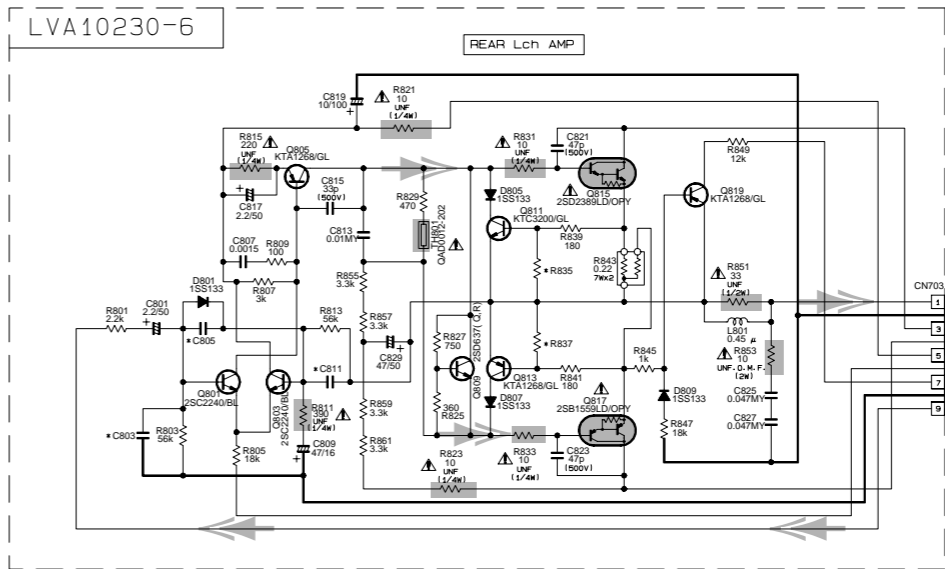 LVA10230-6
REAR Lch AMP
C819
10/100
R821
10
UNF
(1/4W)
R815
220
UNF
(1/4W)
Q805
KTA1268/GL
C817
2.2/50
C815
33p
(500V)
C813
0.01MY
R829
470
TH801
QAD0012-202
R831
10
UNF
(1/4W)
C821
47p
(500V)
D805
1SS133
Q811
KTC3200/GL
Q815
2SD2389LD/OPY
R839
180
R849
12k
Q819
KTA1268/GL
C807
0.0015
R809
100
R807
3k
D801
1SS133
R801
2.2k
C801
2.2/50
*C805
R813
56k
R855
3.3k
R857
3.3k
C829
47/50
*R835
R843
0.22
7W×2
R851
33
UNF
(1/2W)
L801
0.45 μ
CN703
1
3
5
7
9
Q801
2SC2240/BL
Q803
2SC2240/BL
*C811
R811
390
UNF
(1/4W)
R827
750
2SD637(Q,R)
Q809
*R837
Q813
KTA1268/GL
R841
180
R845
1k
R853
10
UNF.O.M.F.
(2W)
*C803
R803
56k
R805
18k
C809
47/16
R859
3.3k
R861
3.3k
360
R825
D807
1SS133
Q817
2SB1559LD/OPY
D809
1SS133
R847
18k
C825
0.047MY
C827
0.047MY
R823
10
UNF
(1/4W)
R833
10
UNF
(1/4W)
C823
47p
(500V)